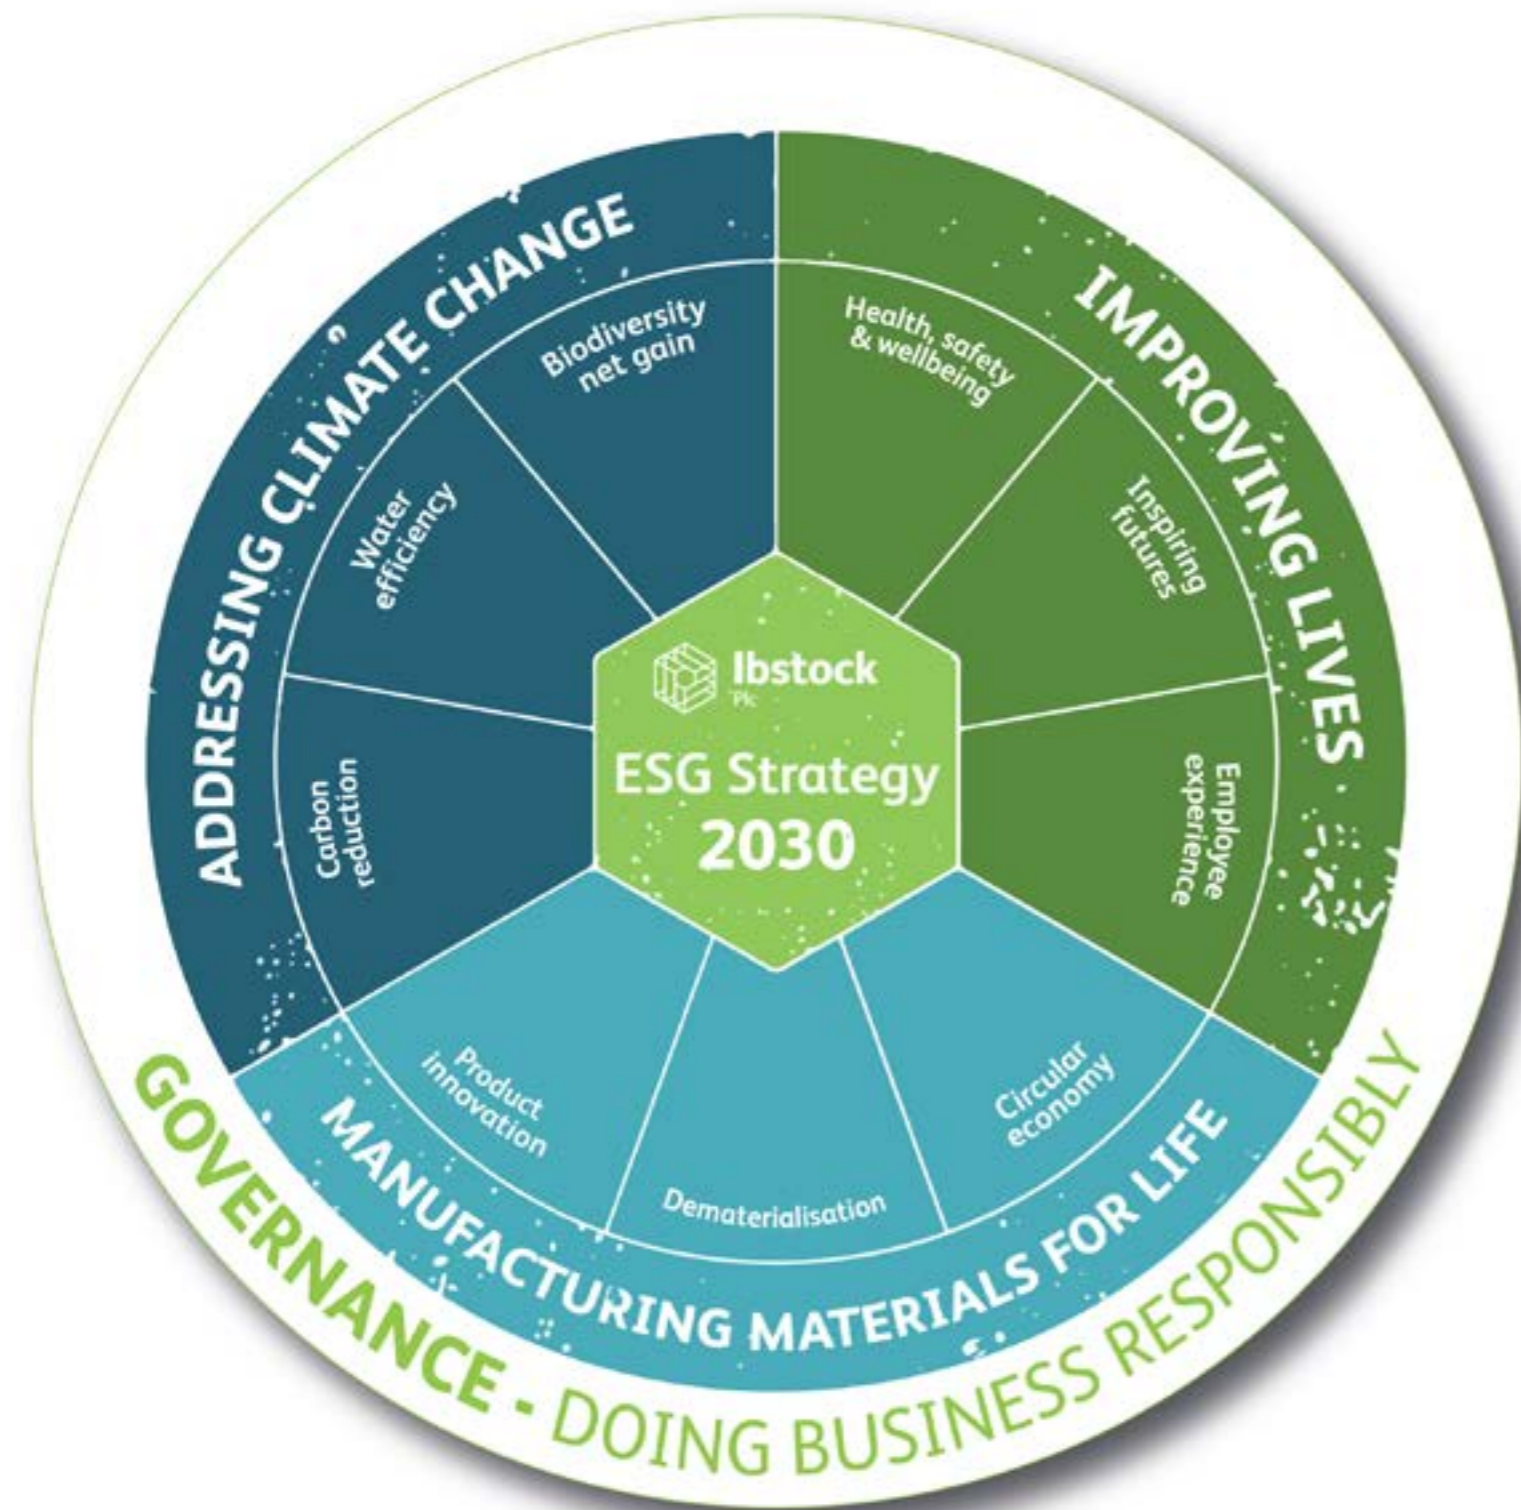 ADDRESSING CLIMATE CHANGE
Biodiversity
net gain
Water
efficiency
Carbon
reduction
IMPROVING LIVES
Health, safety
& wellbeing
Inspiring
futures
Employee
experience
Ibstock
Plc
ESG Strategy
2030
Product
innovation
Dematerialisation
Circular
economy
MANUFACTURING MATERIALS FOR LIFE
GOVERNANCE - DOING BUSINESS RESPONSIBLY